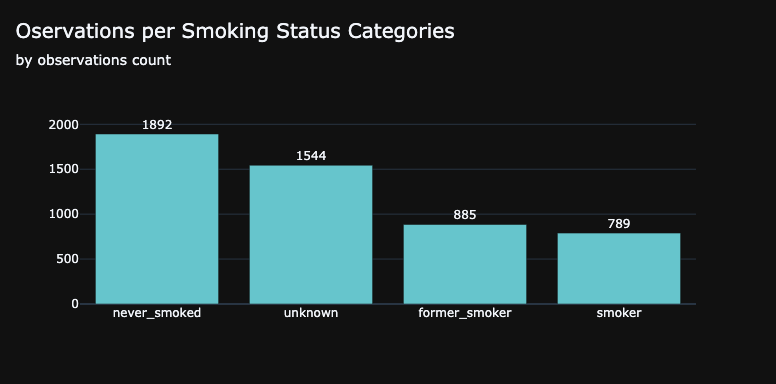 Oservations per Smoking Status Categories
by observations count
2000
1500
1000
500
0
1892
1544
885
789
never_smoked
unknown
former_smoker
smoker